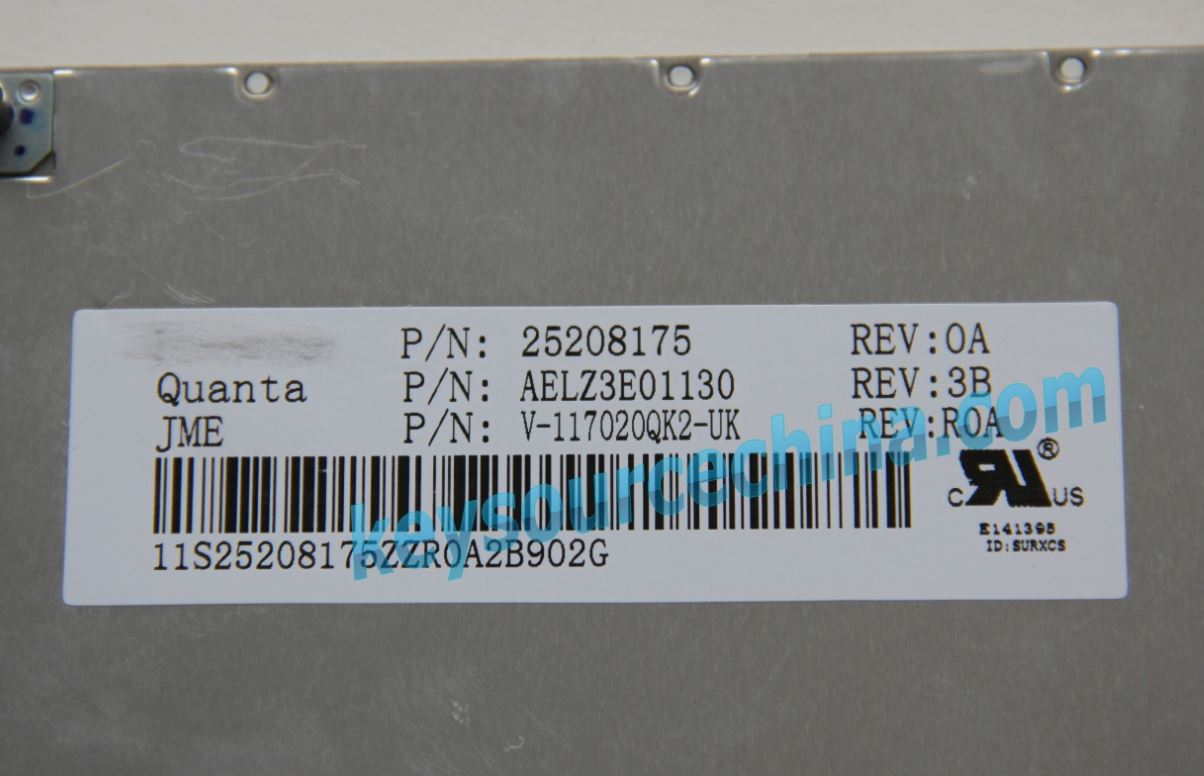 P/N: 25208175 REV:0A
Quanta P/N: AELZ3E01130 REV:3B
JME P/N: V-117020QK2-UK REV:R0A
keysourcechina.com
11S25208175ZZR0A2B902G
C UR ® US
E141395
ID:SURXCS